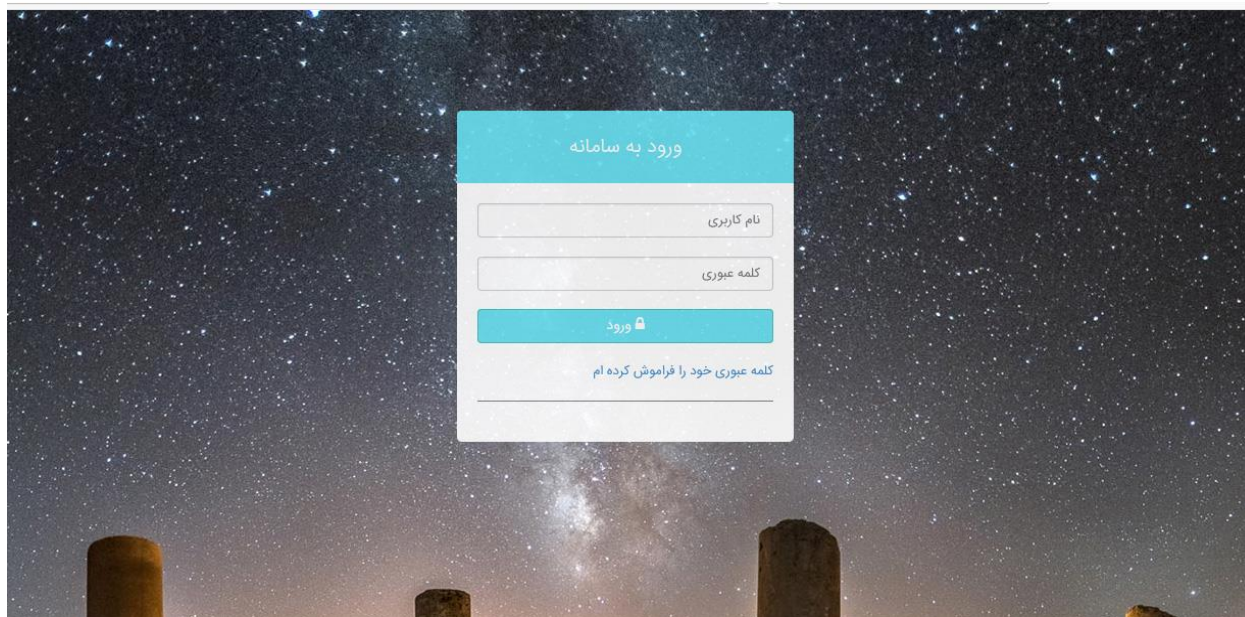 ورود به سامانه
نام کاربری
کلمه عبوری
ورود
کلمه عبوری خود را فراموش کرده ام